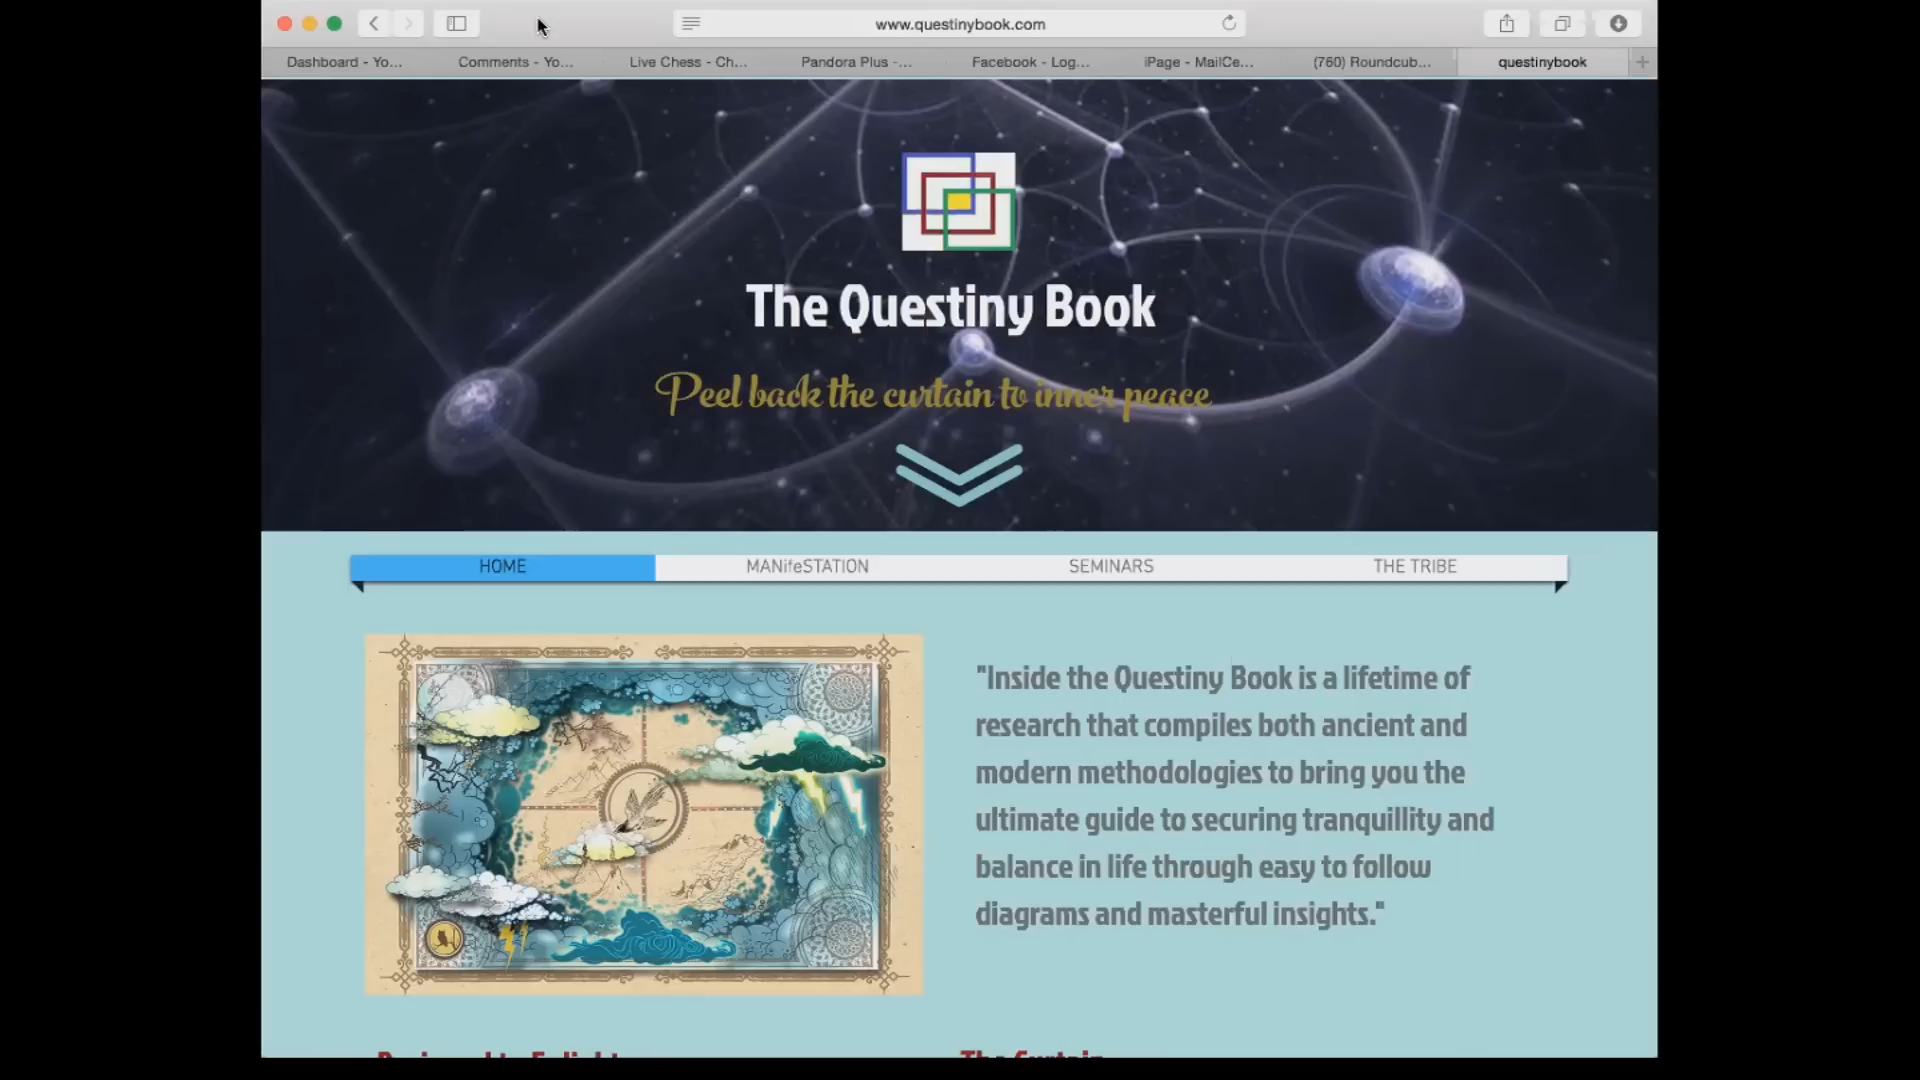 www.questinybook.com
Dashboard - Yo...
Comments - Yo...
Live Chess - Ch...
Pandora Plus -...
Facebook - Log...
iPage - MailCe...
(760) Roundcub...
questinybook
The Questiny Book
Peel back the curtain to inner peace
HOME
MANifeSTATION
SEMINARS
THE TRIBE
"Inside the Questiny Book is a lifetime of
research that compiles both ancient and
modern methodologies to bring you the
ultimate guide to securing tranquillity and
balance in life through easy to follow
diagrams and masterful insights."
The Curtain